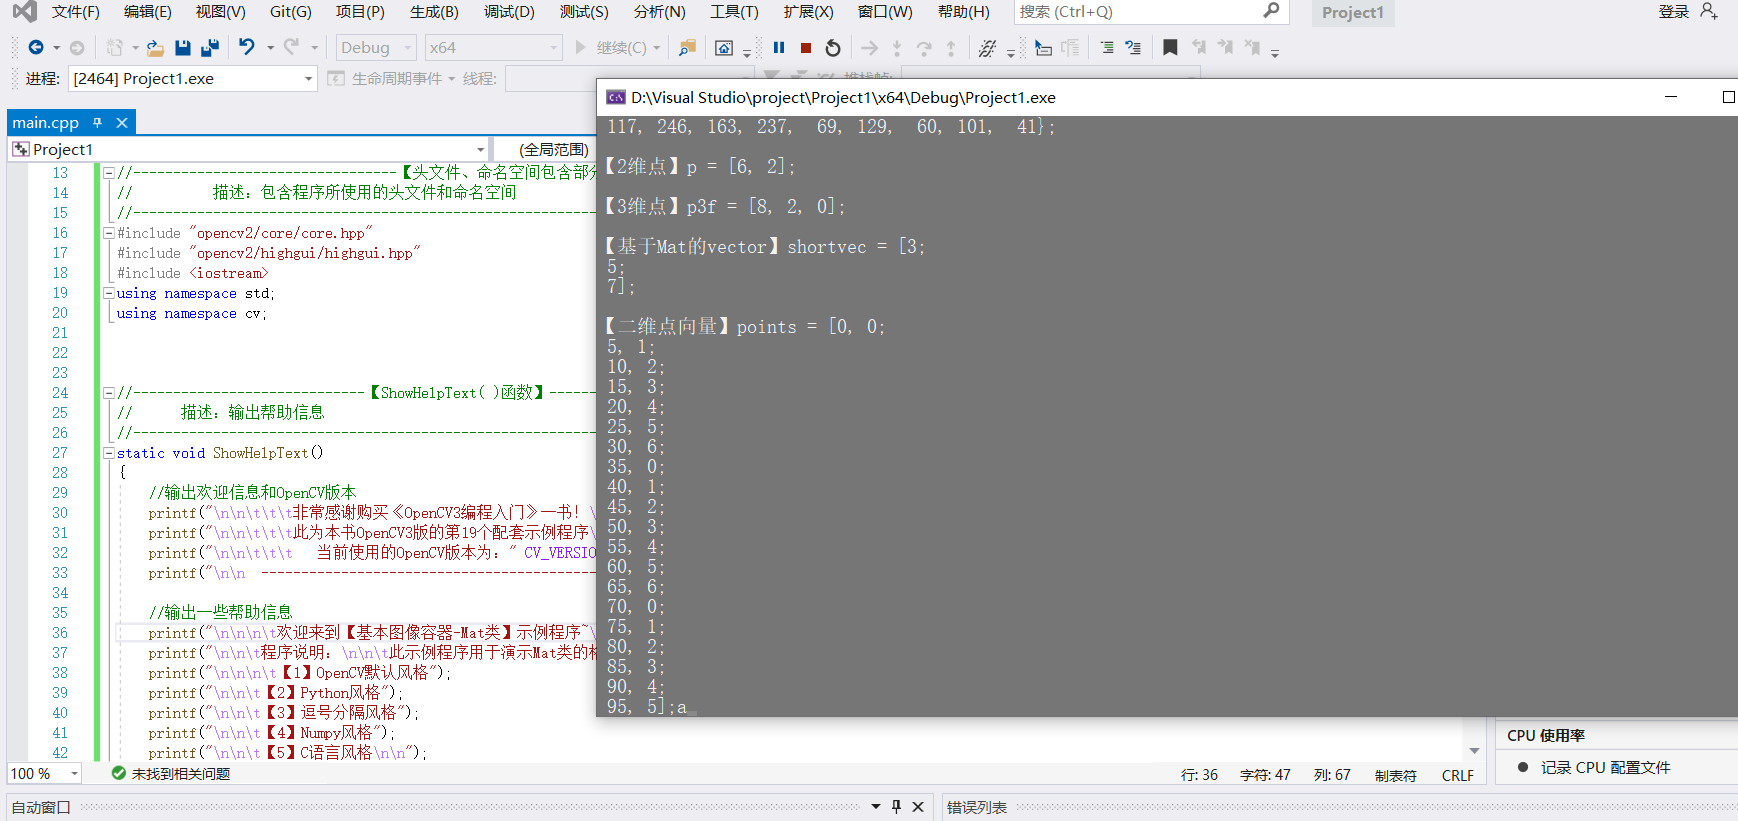 文件(F) 编辑(E) 视图(V) Git(G) 项目(P) 生成(B) 调试(D) 测试(S) 分析(N) 工具(T) 扩展(X) 窗口(W) 帮助(H) 搜索 (Ctrl+Q) Project1 登录
Debug x64 继续(C)
进程: [2464] Project1.exe 生命周期事件 线程: 堆栈帧:
main.cpp
Project1 (全局范围)
13 //---------------------------------【头文件、命名空间包含部分
14 // 描述：包含程序所使用的头文件和命名空间
15 //----------------------------------------------------------
16 #include "opencv2/core/core.hpp"
17 #include "opencv2/highgui/highgui.hpp"
18 #include <iostream>
19 using namespace std;
20 using namespace cv;
21
22
23
24 //-----------------------------【ShowHelpText( )函数】------
25 // 描述：输出帮助信息
26 //----------------------------------------------------------
27 static void ShowHelpText()
28 {
29 //输出欢迎信息和OpenCV版本
30 printf("\n\n\t\t\t非常感谢购买《OpenCV3编程入门》一书！\
31 printf("\n\n\t\t\t此为本书OpenCV3版的第19个配套示例程序\
32 printf("\n\n\t\t\t 当前使用的OpenCV版本为：" CV_VERSIO
33 printf("\n\n ------------------------------------------
34
35 //输出一些帮助信息
36 printf("\n\n\n\t欢迎来到【基本图像容器-Mat类】示例程序~\
37 printf("\n\n\t程序说明：\n\n\t此示例程序用于演示Mat类的格
38 printf("\n\n\n\t【1】OpenCV默认风格");
39 printf("\n\n\t【2】Python风格");
40 printf("\n\n\t【3】逗号分隔风格");
41 printf("\n\n\t【4】Numpy风格");
42 printf("\n\n\t【5】C语言风格\n\n");
100 % 未找到相关问题 行: 36 字符: 47 列: 67 制表符 CRLF
自动窗口
错误列表
D:\Visual Studio\project\Project1\x64\Debug\Project1.exe
117, 246, 163, 237, 69, 129, 60, 101, 41};
【2维点】p = [6, 2];
【3维点】p3f = [8, 2, 0];
【基于Mat的vector】shortvec = [3;
5;
7];
【二维点向量】points = [0, 0;
5, 1;
10, 2;
15, 3;
20, 4;
25, 5;
30, 6;
35, 0;
40, 1;
45, 2;
50, 3;
55, 4;
60, 5;
65, 6;
70, 0;
75, 1;
80, 2;
85, 3;
90, 4;
95, 5];a
CPU 使用率
记录 CPU 配置文件